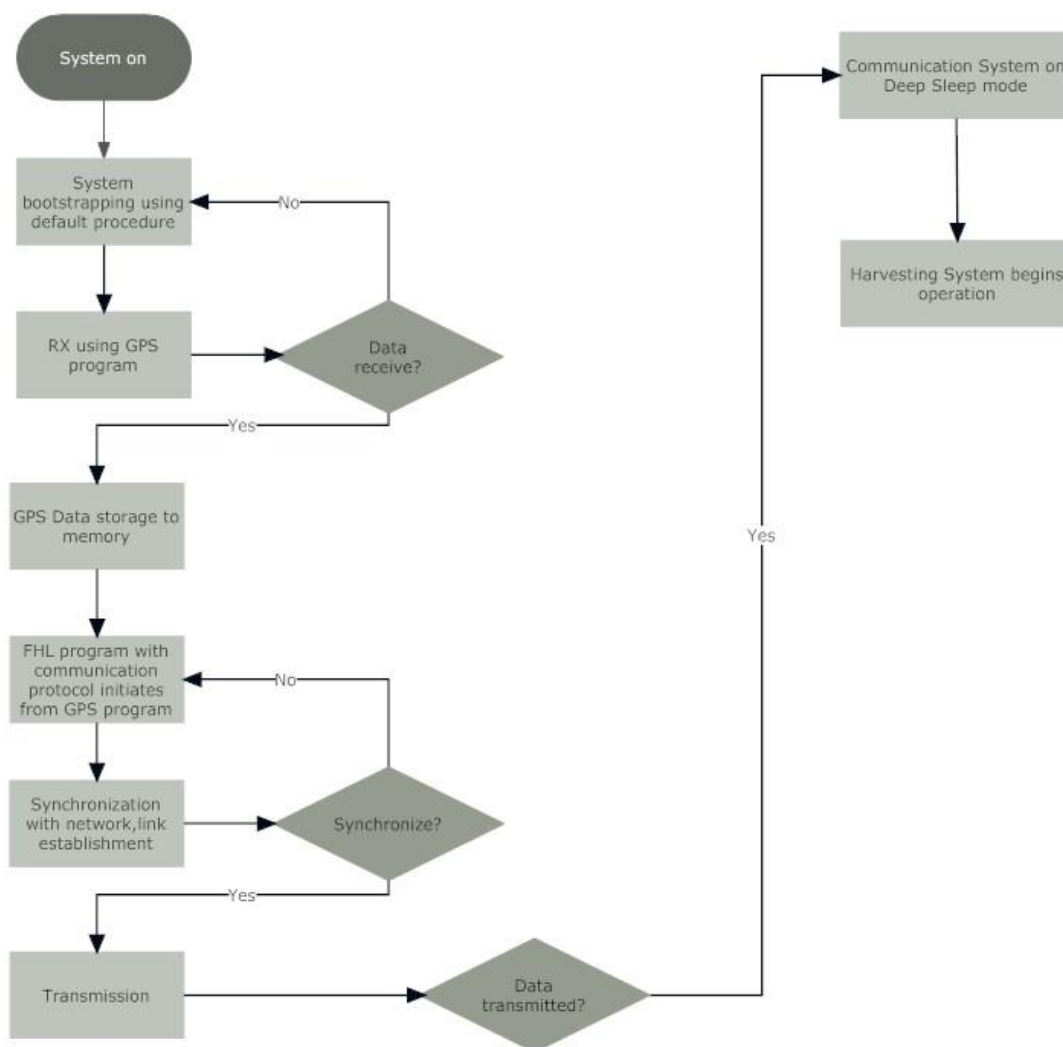 System on
System
bootstrapping using
default procedure
No
RX using GPS
program
Data
receive?
Yes
GPS Data storage to
memory
FHL program with
communication
protocol initiates
from GPS program
No
Synchronization
with network,link
establishment
Synchronize?
Yes
Transmission
Data
transmitted?
Yes
Communication System on
Deep Sleep mode
Harvesting System begins
operation